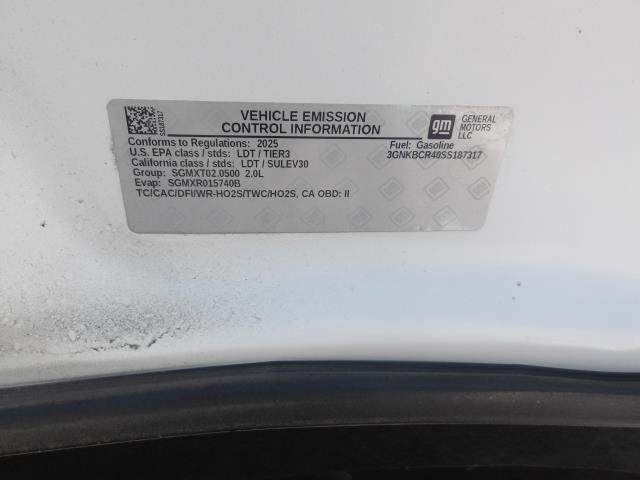 SS187317
VEHICLE EMISSION
CONTROL INFORMATION
gm
GENERAL
MOTORS
LLC
Conforms to Regulations: 2025
U.S. EPA class / stds: LDT / TIER3
California class / stds: LDT / SULEV30
Group: SGMXT02.0500 2.0L
Evap: SGMXR015740B
TC/CAC/DFI/WR-HO2S/TWC/HO2S, CA OBD: II
Fuel: Gasoline
3GNKBCR40SS187317